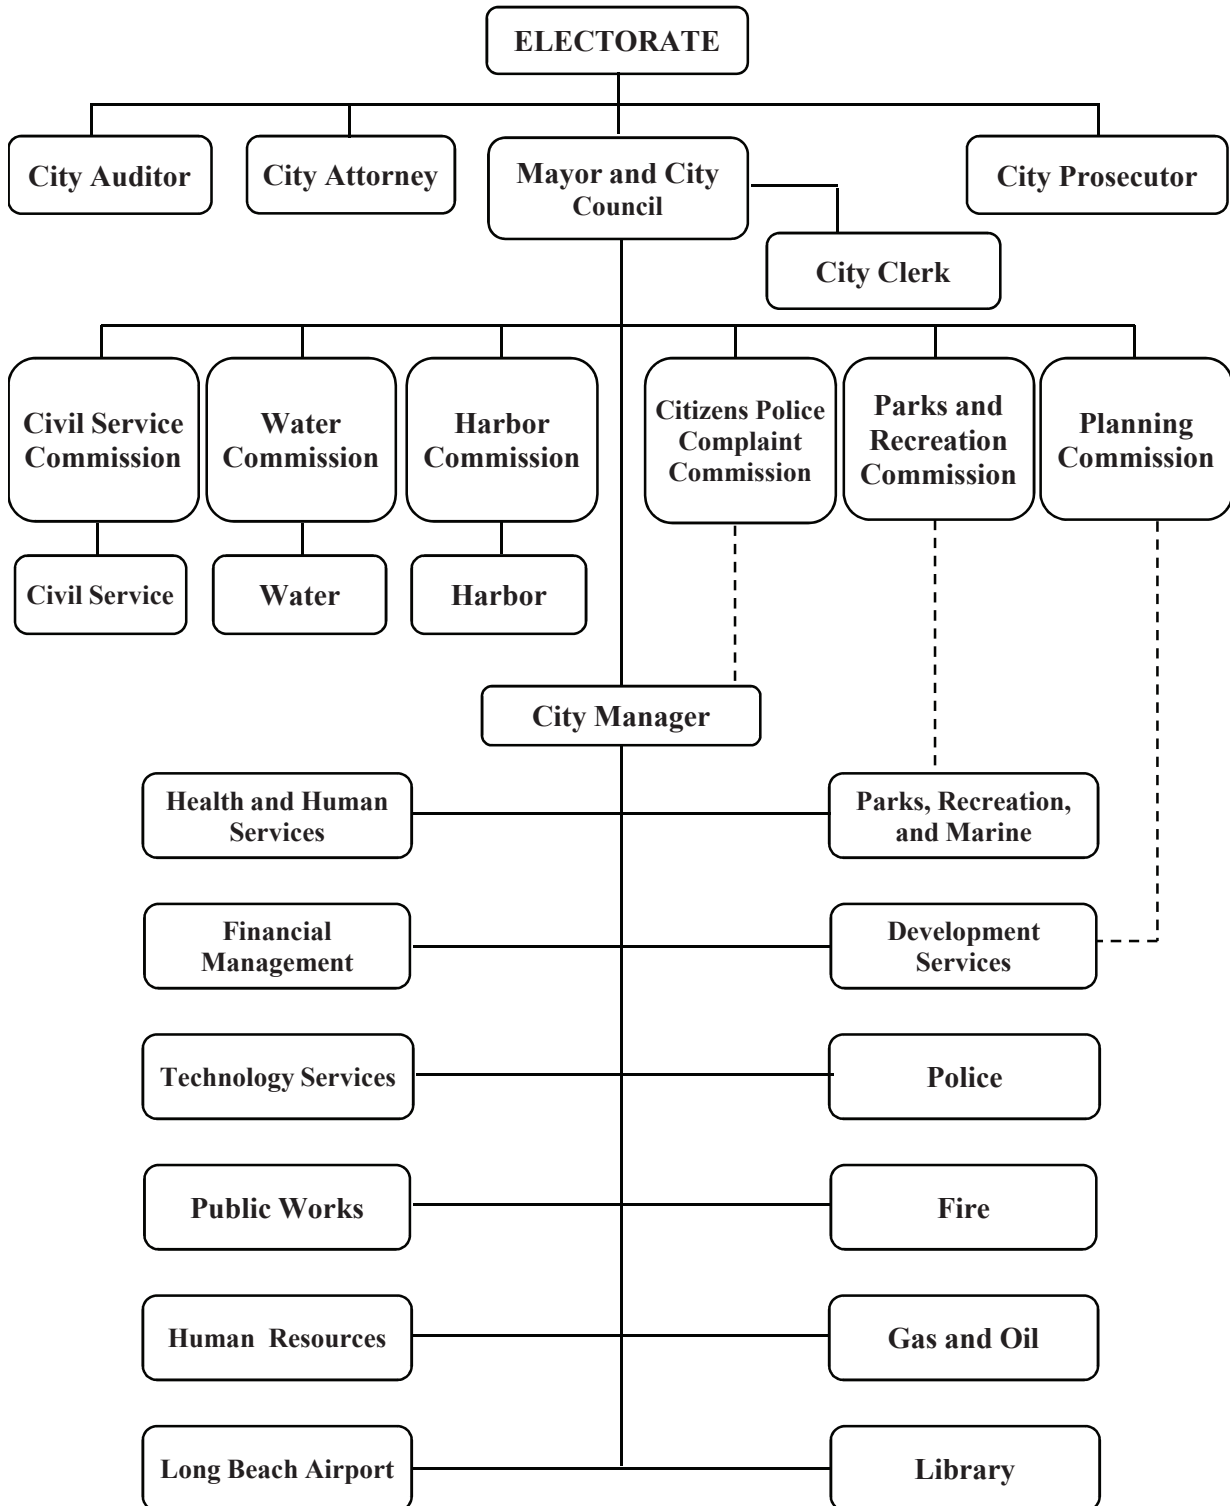 ELECTORATE
City Auditor
City Attorney
Mayor and City
Council
City Prosecutor
City Clerk
Civil Service
Commission
Water
Commission
Harbor
Commission
Citizens Police
Complaint
Commission
Parks and
Recreation
Commission
Planning
Commission
Civil Service
Water
Harbor
City Manager
Health and Human
Services
Parks, Recreation,
and Marine
Financial
Management
Development
Services
Technology Services
Police
Public Works
Fire
Human Resources
Gas and Oil
Long Beach Airport
Library